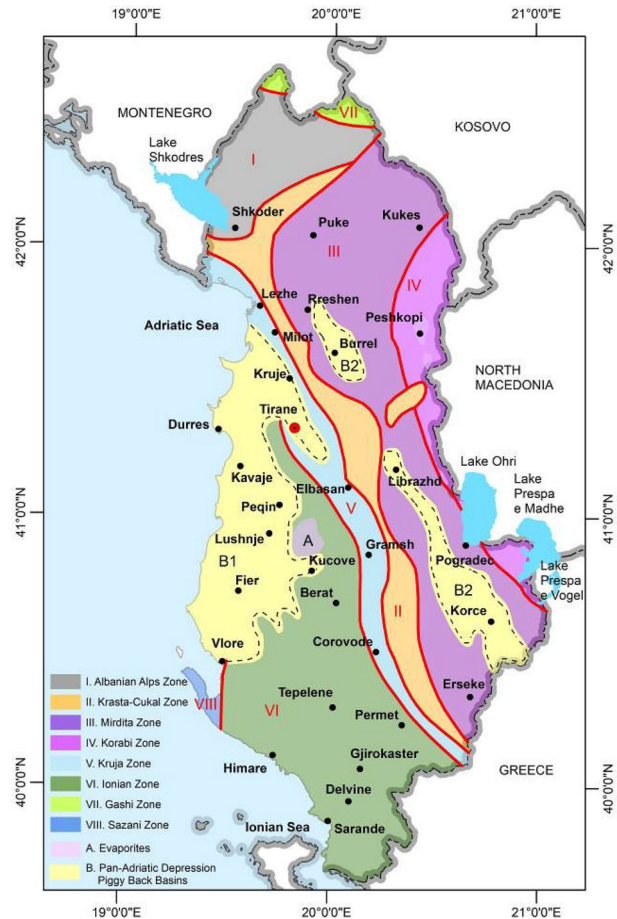 19°0'0"E 20°0'0"E 21°0'0"E
MONTENEGRO
KOSOVO
VII
Lake
Shkodres
I
Shkoder
Puke
Kukes
42°0'0"N
42°0'0"N
III
IV
Lezhe
Rreshen
Peshkopi
Adriatic Sea
Milot
Burrel
B2
Kruje
NORTH
MACEDONIA
Tirane
Durres
Lake Ohri
Lake
Prespa
e Madhe
Kavaje
Librazhd
Elbasan
41°0'0"N
41°0'0"N
Peqin
V
Lushnje
A
Gramsh
Pogradec
Lake
Prespa
e Vogel
B1
Kucove
Fier
Berat
B2
II
Korce
Vlore
Corovode
I. Albanian Alps Zone
II. Krasta-Cukal Zone
III. Mirdita Zone
IV. Korabi Zone
V. Kruja Zone
VI. Ionian Zone
VII. Gashi Zone
VIII. Sazani Zone
A. Evaporites
B. Pan-Adriatic Depression
Piggy Back Basins
VIII
VI
Tepelene
Erseke
Permet
Himare
Gjirokaster
GREECE
40°0'0"N
40°0'0"N
Delvine
Ionian Sea
Sarande
19°0'0"E 20°0'0"E 21°0'0"E